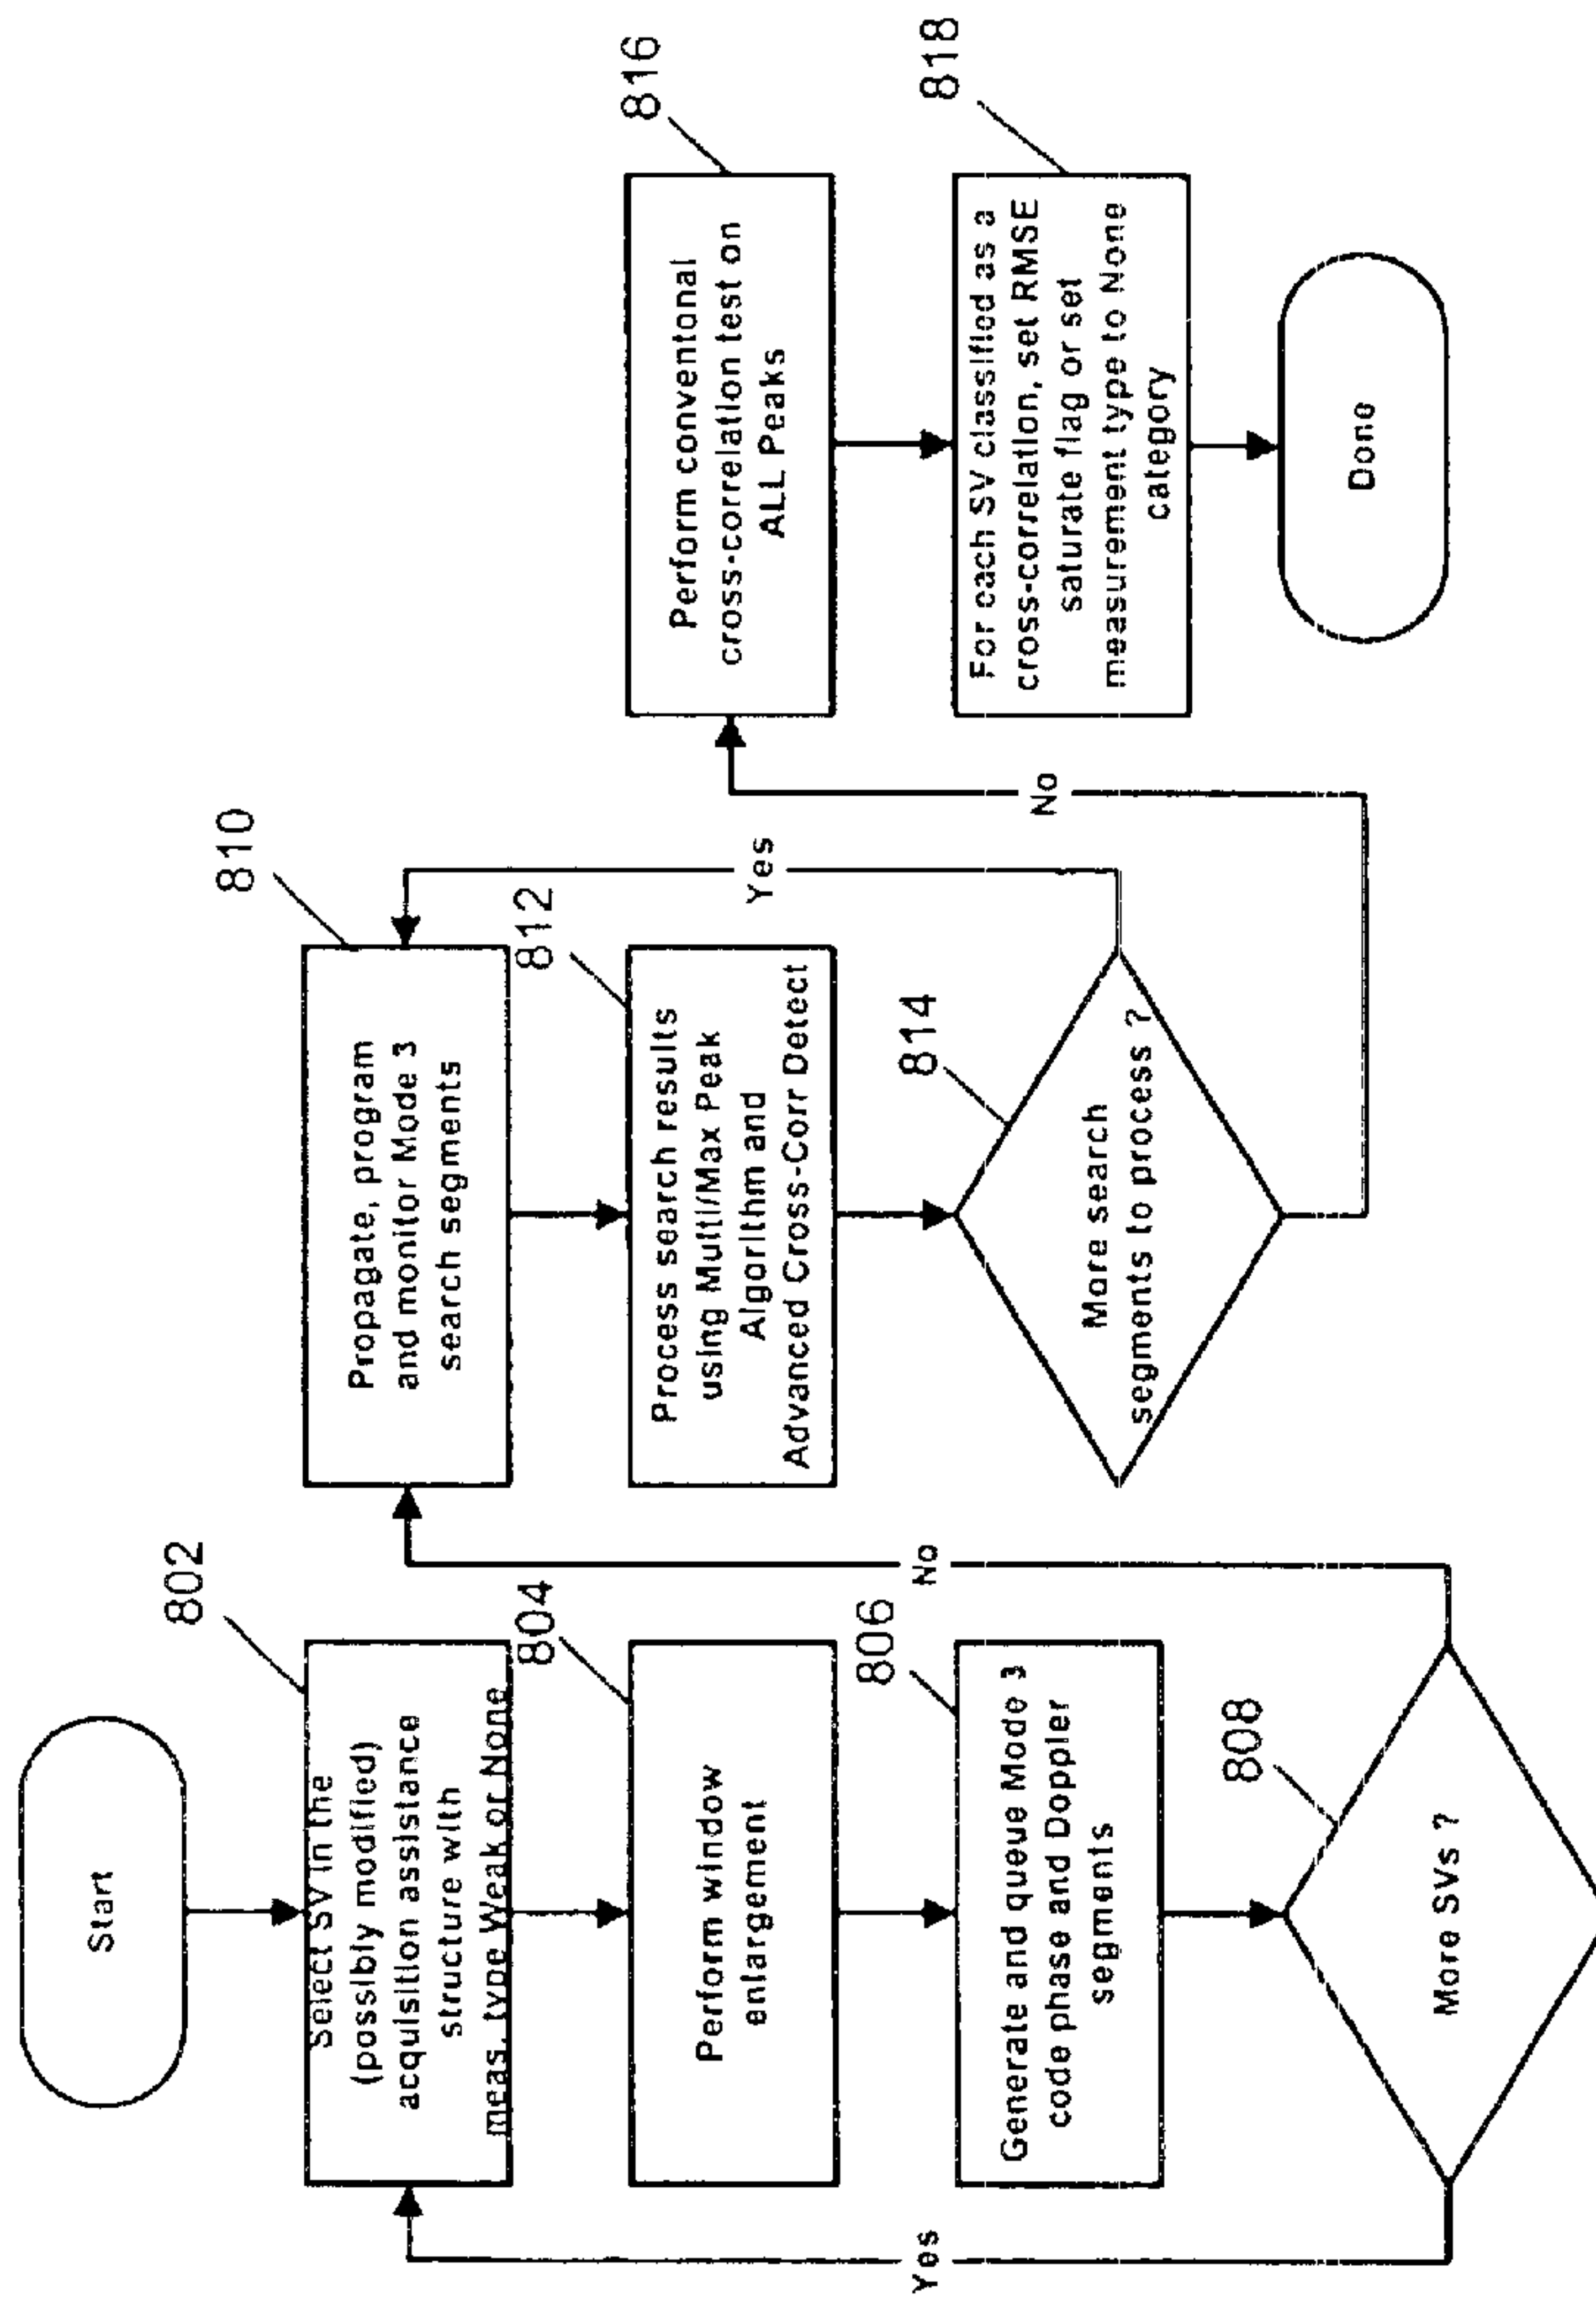 Start
802
Select SV in the
(possibly modified)
acquisition assistance
structure with
meas. type Weak or None
804
Perform window
enlargement
806
Generate and queue Mode 3
code phase and Doppler
segments
808
More SVs ?
Yes
No
810
Propagate, program
and monitor Mode 3
search segments
812
Process search results
using Multi/Max Peak
Algorithm and
Advanced Cross-Corr Detect
814
More search
segments to process ?
Yes
No
816
Perform conventonal
cross-correlation test on
ALL Peaks
818
For each SV classified as a
cross-correlation, set RMSE
saturate flag or set
measurement type to None
category
Done